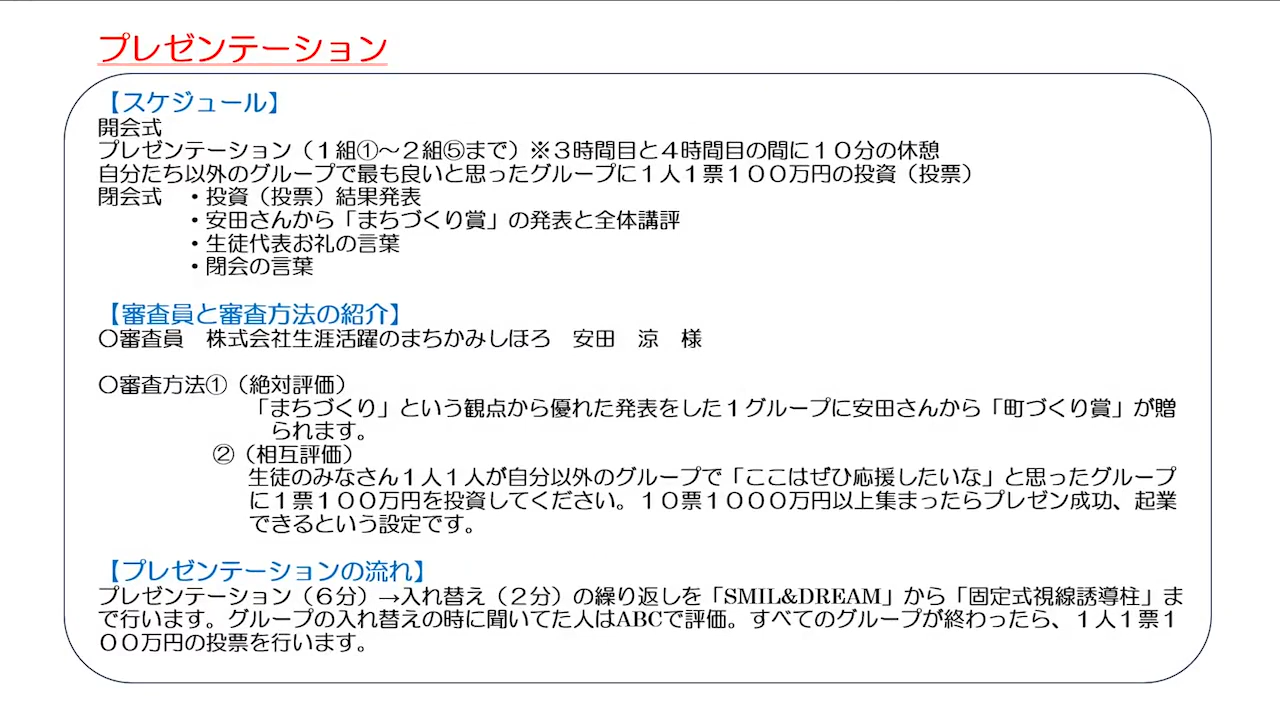 プレゼンテーション
【スケジュール】
開会式
プレゼンテーション（１組①～２組⑤まで）※３時間目と４時間目の間に１０分の休憩
自分たち以外のグループで最も良いと思ったグループに１人１票１００万円の投資（投票）
閉会式　・投資（投票）結果発表
・安田さんから「まちづくり賞」の発表と全体講評
・生徒代表お礼の言葉
・閉会の言葉
【審査員と審査方法の紹介】
〇審査員　株式会社生涯活躍のまちかみしほろ　安田　涼　様
〇審査方法①（絶対評価）
「まちづくり」という観点から優れた発表をした１グループに安田さんから「町づくり賞」が贈
られます。
②（相互評価）
生徒のみなさん１人１人が自分以外のグループで「ここはぜひ応援したいな」と思ったグループ
に１票１００万円を投資してください。１０票１０００万円以上集まったらプレゼン成功、起業
できるという設定です。
【プレゼンテーションの流れ】
プレゼンテーション（６分）→入れ替え（２分）の繰り返しを「SMIL&DREAM」から「固定式視線誘導柱」ま
で行います。グループの入れ替えの時に聞いてた人はABCで評価。すべてのグループが終わったら、１人１票１
００万円の投票を行います。